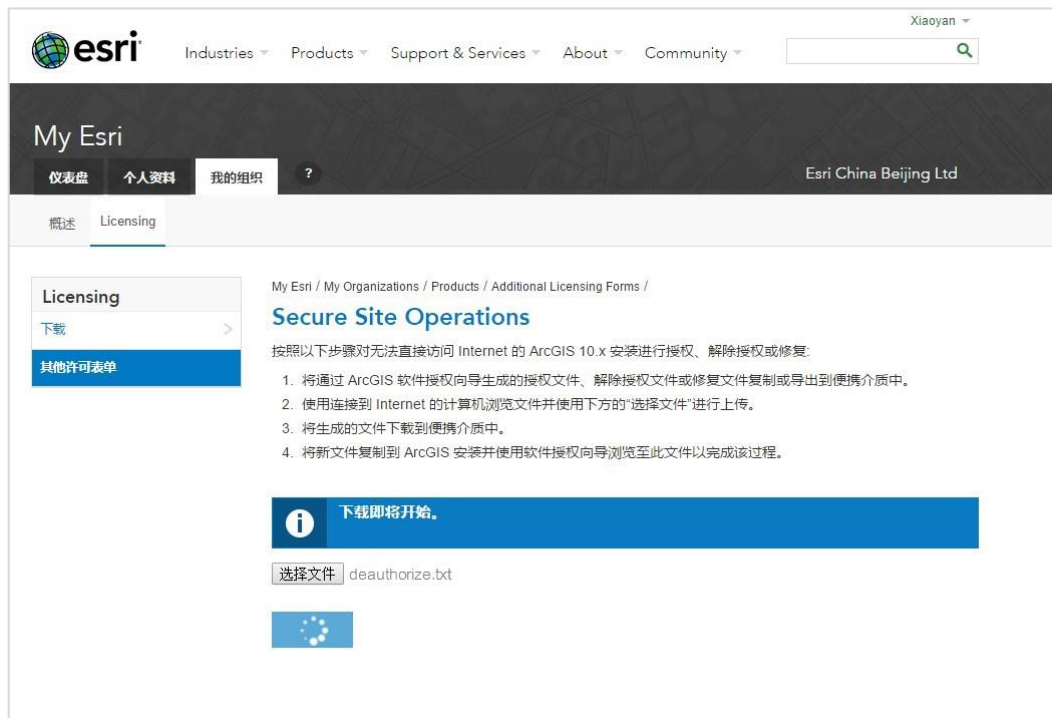 Xiaoyan
esri
Industries Products Support & Services About Community
My Esri
仪表盘 个人资料 我的组织 ?
Esri China Beijing Ltd
概述 Licensing
Licensing
下载
其他许可表单
My Esri / My Organizations / Products / Additional Licensing Forms /
Secure Site Operations
按照以下步骤对无法直接访问 Internet 的 ArcGIS 10.x 安装进行授权、解除授权或修复:
1. 将通过 ArcGIS 软件授权向导生成的授权文件、解除授权文件或修复文件复制或导出到便携介质中。
2. 使用连接到 Internet 的计算机浏览文件并使用下方的“选择文件”进行上传。
3. 将生成的文件下载到便携介质中。
4. 将新文件复制到 ArcGIS 安装并使用软件授权向导浏览至此文件以完成该过程。
下载即将开始。
选择文件 deauthorize.txt